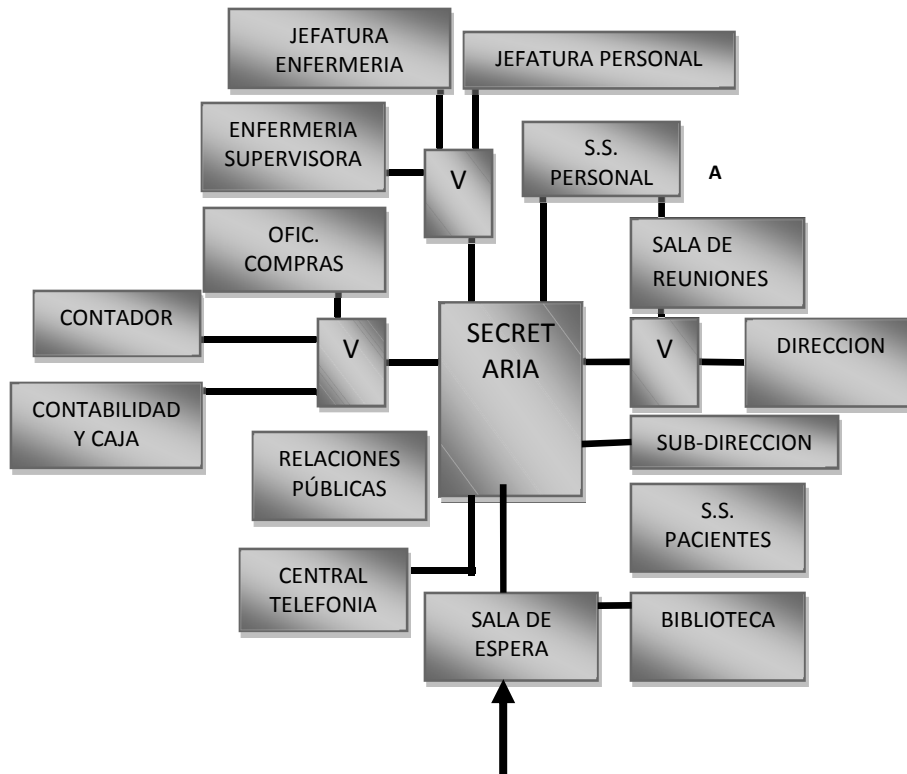 JEFATURA
ENFERMERIA
JEFATURA PERSONAL
ENFERMERIA
SUPERVISORA
V
S.S.
PERSONAL
A
OFIC.
COMPRAS
SALA DE
REUNIONES
CONTADOR
V
SECRET
ARIA
V
DIRECCION
CONTABILIDAD
Y CAJA
SUB-DIRECCION
RELACIONES
PÚBLICAS
S.S.
PACIENTES
CENTRAL
TELEFONIA
SALA DE
ESPERA
BIBLIOTECA